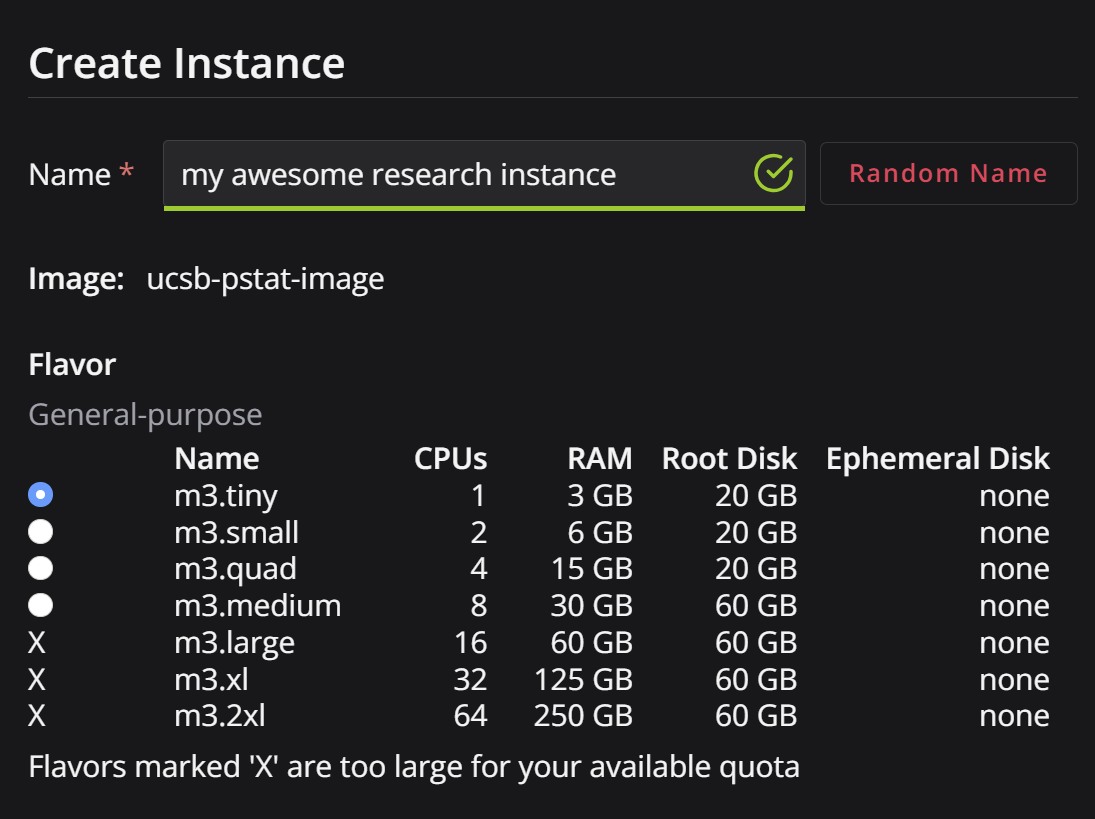 Create Instance
Name * my awesome research instance Random Name
Image: ucsb-pstat-image
Flavor
General-purpose
Name CPUs RAM Root Disk Ephemeral Disk
m3.tiny 1 3 GB 20 GB none
m3.small 2 6 GB 20 GB none
m3.quad 4 15 GB 20 GB none
m3.medium 8 30 GB 60 GB none
X m3.large 16 60 GB 60 GB none
X m3.xl 32 125 GB 60 GB none
X m3.2xl 64 250 GB 60 GB none
Flavors marked 'X' are too large for your available quota